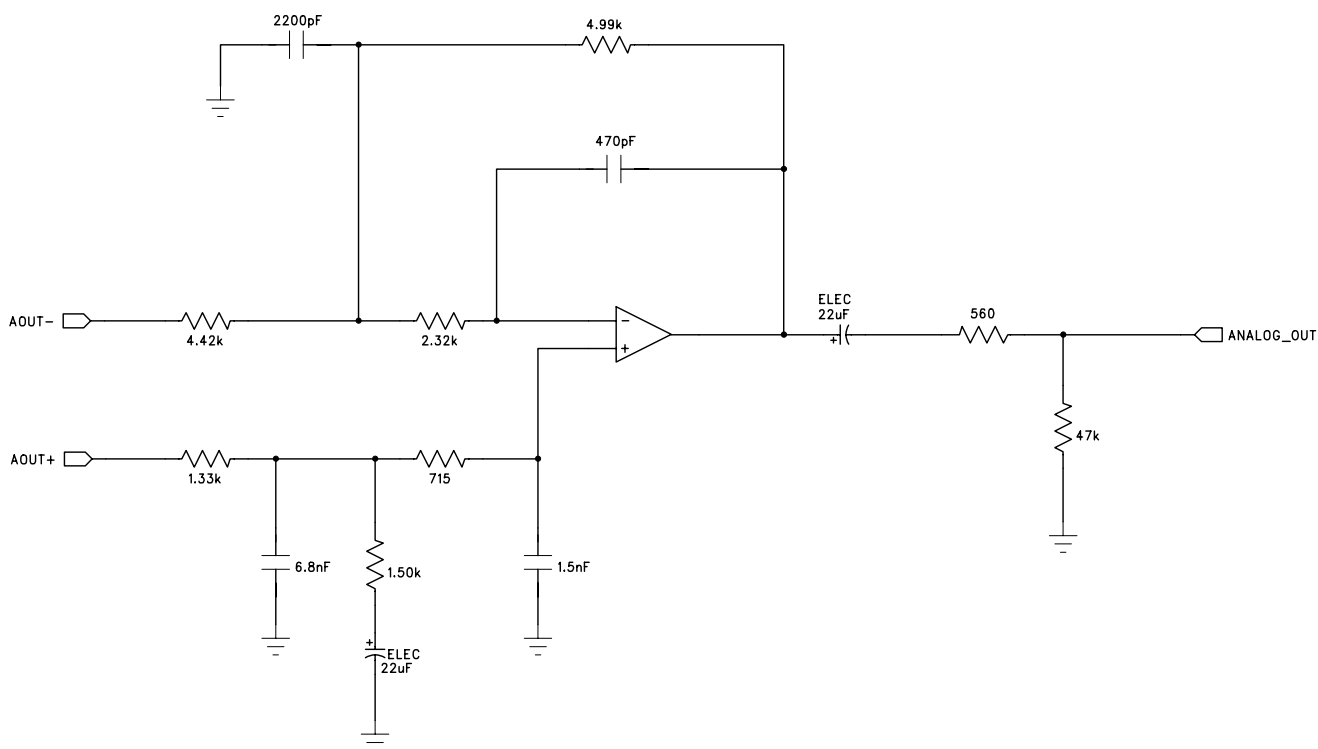 2200pF
4.99k
470pF
ELEC
22uF
+
560
AOUT-
4.42k
2.32k
-
+
ANALOG_OUT
47k
AOUT+
1.33k
715
6.8nF
1.50k
1.5nF
+
ELEC
22uF